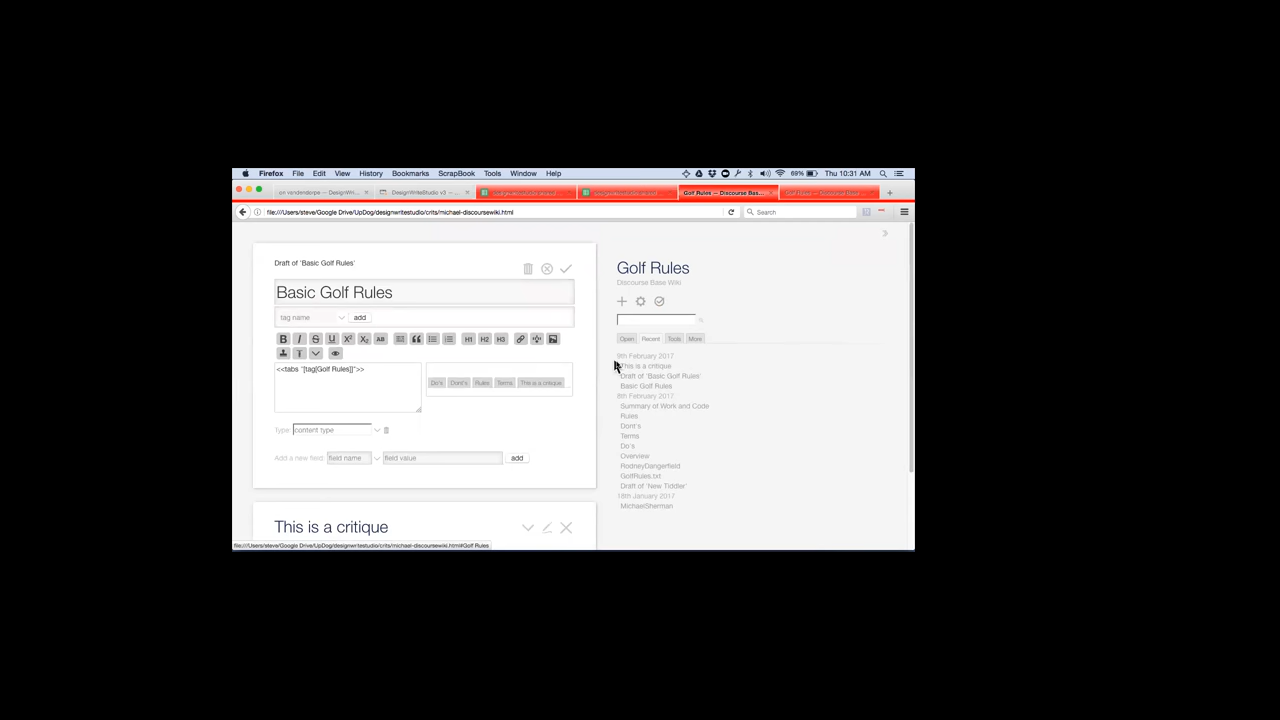 Firefox File Edit View History Bookmarks ScrapBook Tools Window Help 69% Thu 10:31 AM
DesignWriteStudio v3 — ... Golf Rules — Discourse Bas...
file:///Users/steve/Google Drive/UpDog/designwritestudio/crits/michael-discoursewiki.html Search
Draft of 'Basic Golf Rules'
Basic Golf Rules
tag name add
B I S U X² X₂ AB H1 H2 H3
<<tabs "[tag[Golf Rules]]">>
Do's Dont's Rules Terms This is a critique
Type: content type
Add a new field: field name field value add
This is a critique
file:///Users/steve/Google Drive/UpDog/designwritestudio/crits/michael-discoursewiki.html#Golf Rules
Golf Rules
Discourse Base Wiki
Open Recent Tools More
9th February 2017
This is a critique
Draft of 'Basic Golf Rules'
Basic Golf Rules
8th February 2017
Summary of Work and Code
Rules
Dont's
Terms
Do's
Overview
RodneyDangerfield
GolfRules.txt
Draft of 'New Tiddler'
18th January 2017
MichaelSherman